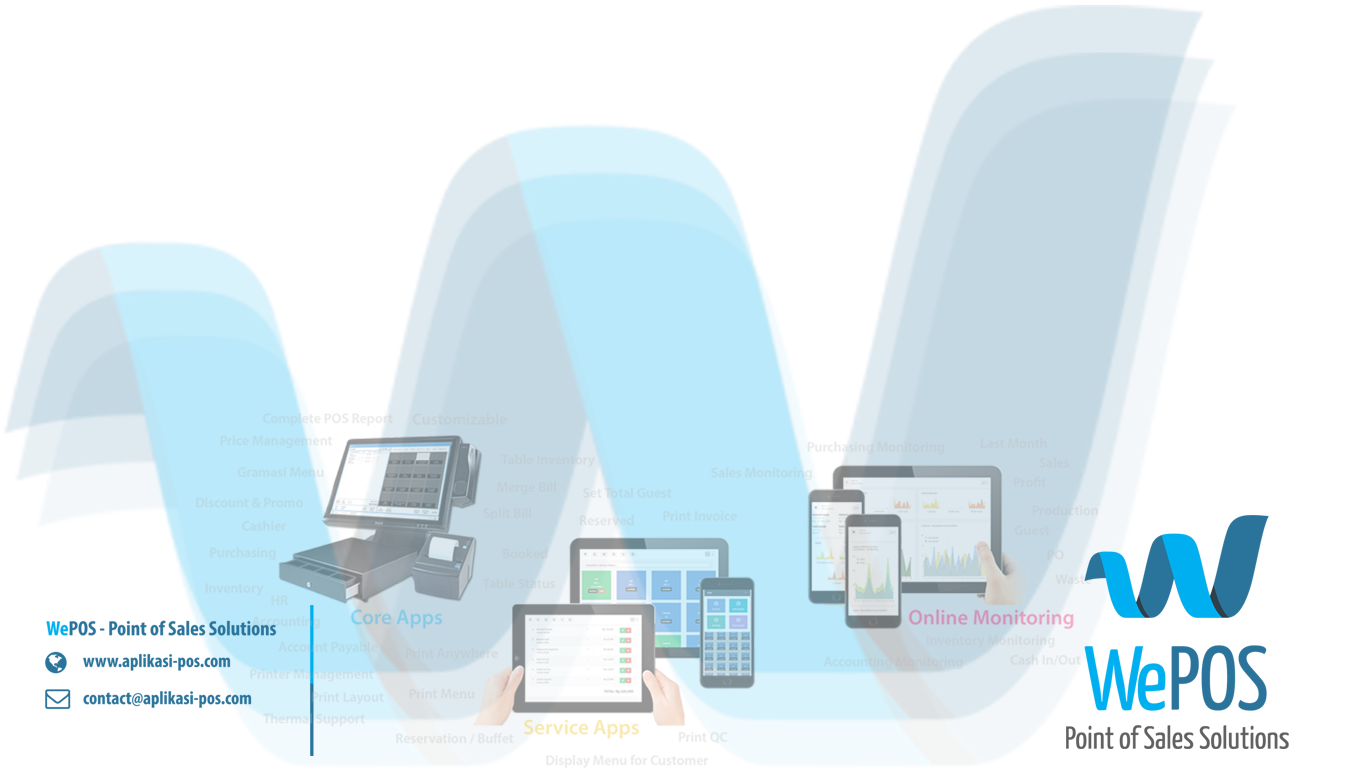 Complete POS Report
Customizable
Price Management
Gramasi Menu
Discount & Promo
Cashier
Purchasing
Inventory
HR
Accounting
Account Payable
Printer Management
Print Layout
Thermal Support
Core Apps
Table Inventory
Merge Bill
Set Total Guest
Split Bill
Reserved
Print Invoice
Booked
Table Status
Print Anywhere
Print Menu
Reservation / Buffet
Service Apps
Print QC
Display Menu for Customer
Purchasing Monitoring
Last Month
Sales Monitoring
Sales
Profit
Production
Guest
PO
Online Monitoring
Inventory Monitoring
Accounting Monitoring
Cash In/Out
WePOS - Point of Sales Solutions
www.aplikasi-pos.com
contact@aplikasi-pos.com
WePOS
Point of Sales Solutions